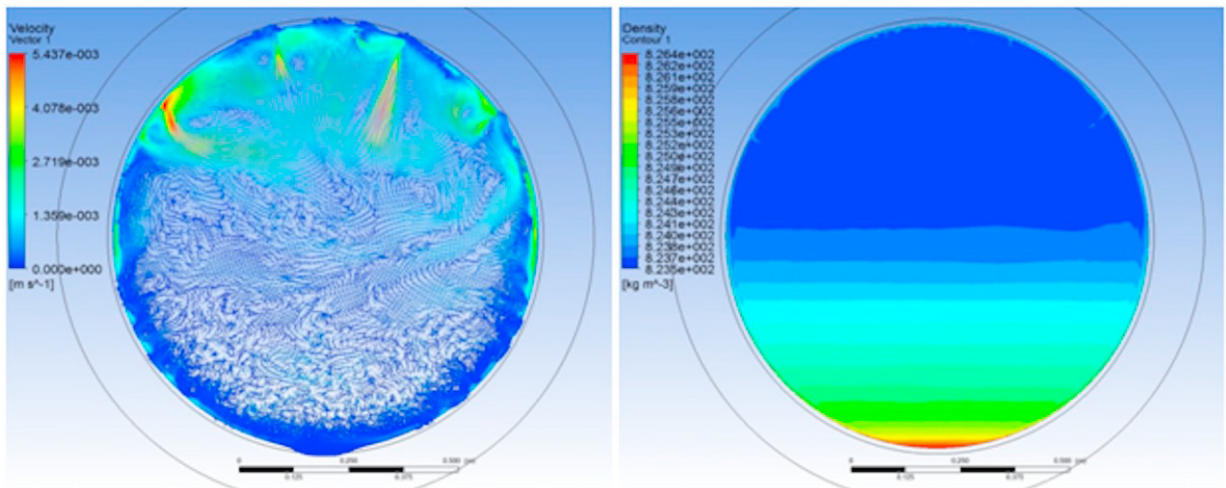 Velocity
Vector 1
5.437e-003
4.078e-003
2.719e-003
1.359e-003
0.000e+000
[m s^-1]
0
0.250
0.500
0.125
0.375
Density
Contour 1
8.264e+002
8.262e+002
8.261e+002
8.259e+002
8.258e+002
8.256e+002
8.255e+002
8.253e+002
8.252e+002
8.250e+002
8.249e+002
8.247e+002
8.246e+002
8.244e+002
8.243e+002
8.241e+002
8.240e+002
8.238e+002
8.237e+002
8.235e+002
[kg m^-3]
0
0.250
0.500
0.125
0.375